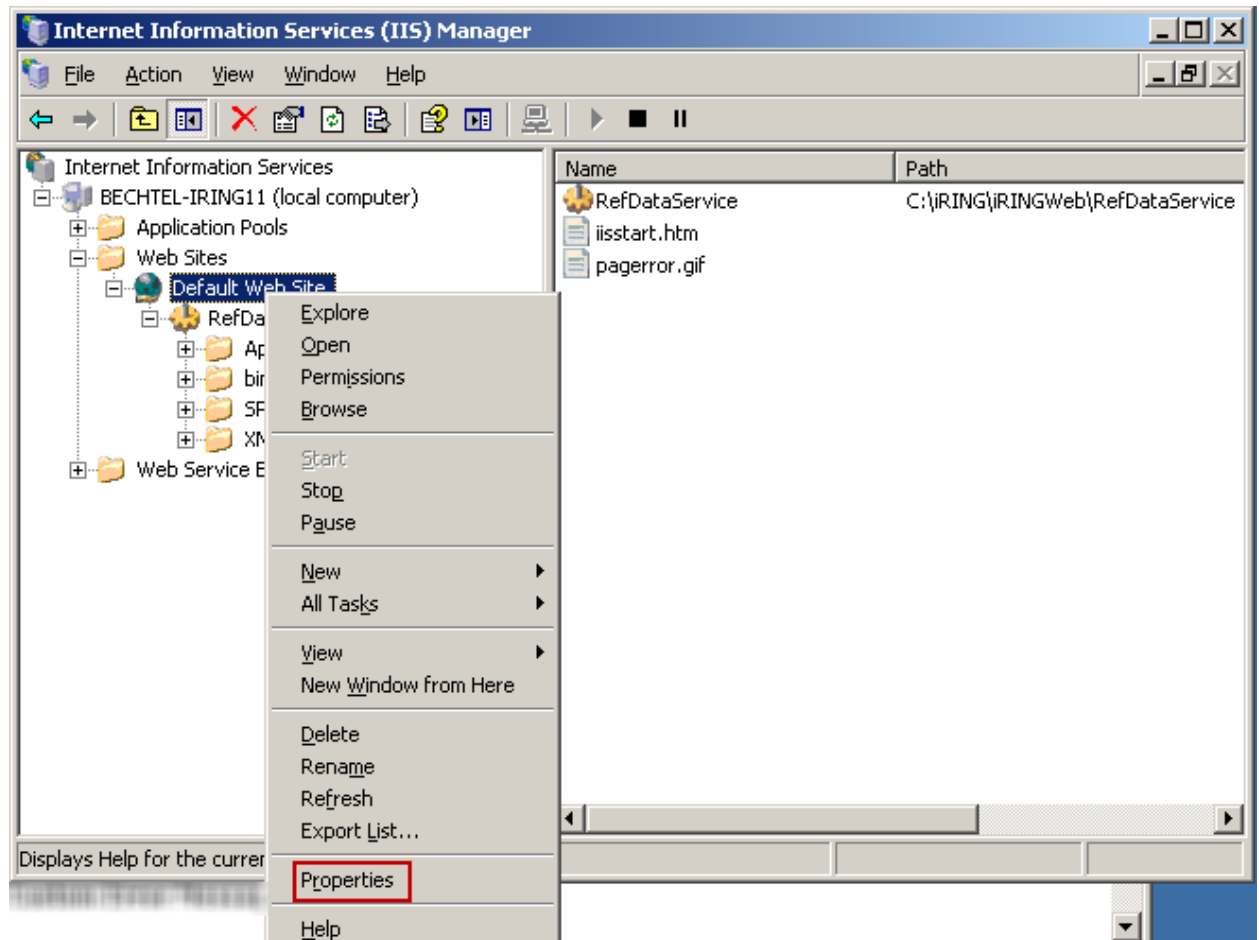 Internet Information Services (IIS) Manager
File Action View Window Help
Internet Information Services
BECHTEL-IRING11 (local computer)
Application Pools
Web Sites
Default Web Site
RefDa
Ap
bin
SF
XM
Web Service E
Name Path
RefDataService C:\iRING\iRINGWeb\RefDataService
iisstart.htm
pagerror.gif
Explore
Open
Permissions
Browse
Start
Stop
Pause
New
All Tasks
View
New Window from Here
Delete
Rename
Refresh
Export List...
Properties
Help
Displays Help for the currer